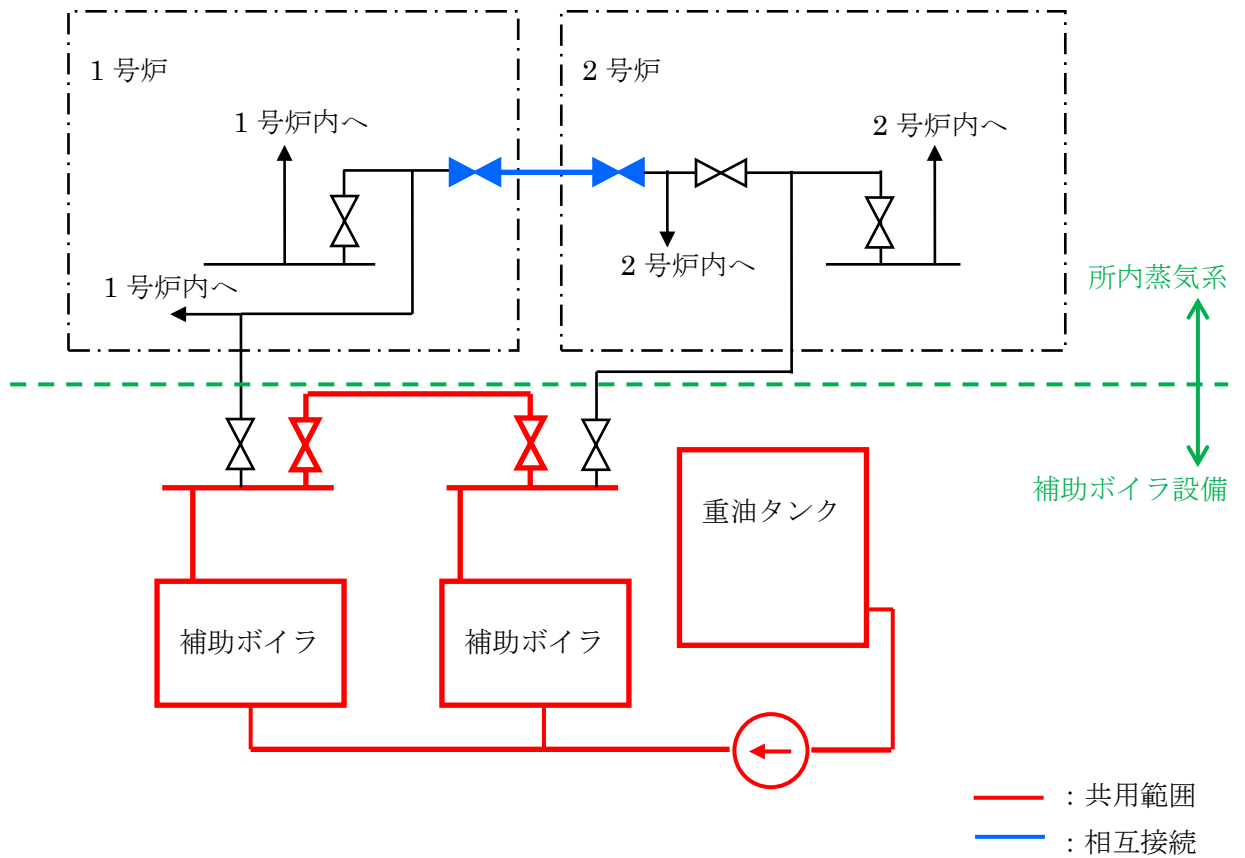 1 号炉
2 号炉
1 号炉内へ
2 号炉内へ
2 号炉内へ
1 号炉内へ
所内蒸気系
補助ボイラ設備
重油タンク
補助ボイラ
補助ボイラ
：共用範囲
：相互接続